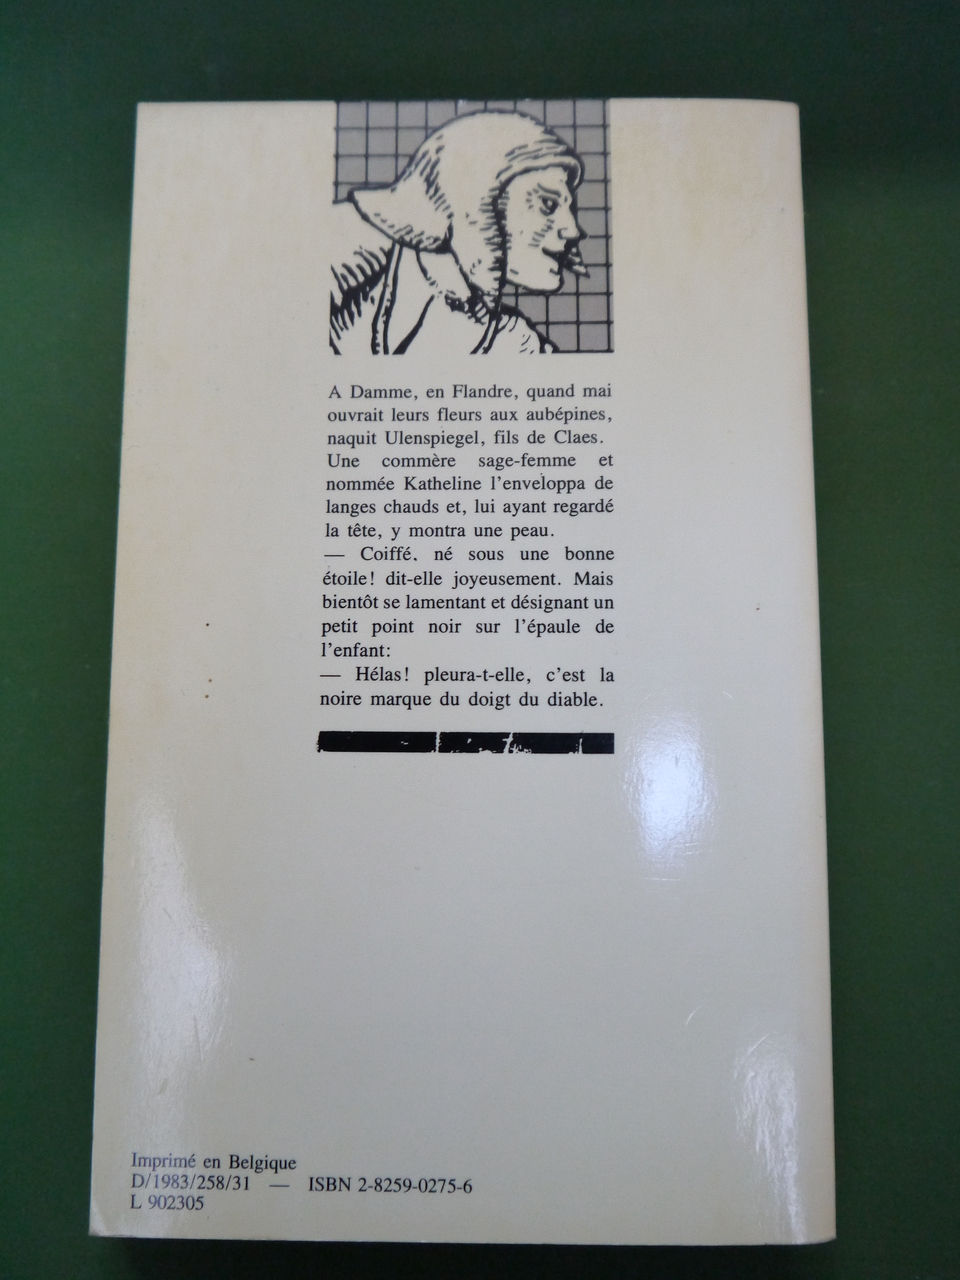 A Damme, en Flandre, quand mai
ouvrait leurs fleurs aux aubépines,
naquit Ulenspiegel, fils de Claes.
Une commère sage-femme et
nommée Katheline l'enveloppa de
langes chauds et, lui ayant regardé
la tête, y montra une peau.
— Coiffé, né sous une bonne
étoile! dit-elle joyeusement. Mais
bientôt se lamentant et désignant un
petit point noir sur l'épaule de
l'enfant:
— Hélas! pleura-t-elle, c'est la
noire marque du doigt du diable.
Imprimé en Belgique
D/1983/258/31 — ISBN 2-8259-0275-6
L 902305